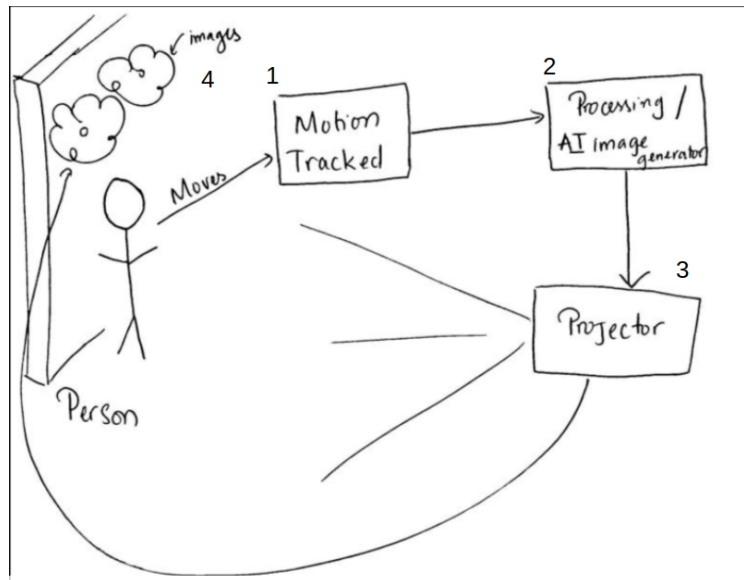 images
4
1
Motion
Tracked
2
Processing /
AI image
generator
Moves
3
Projector
Person